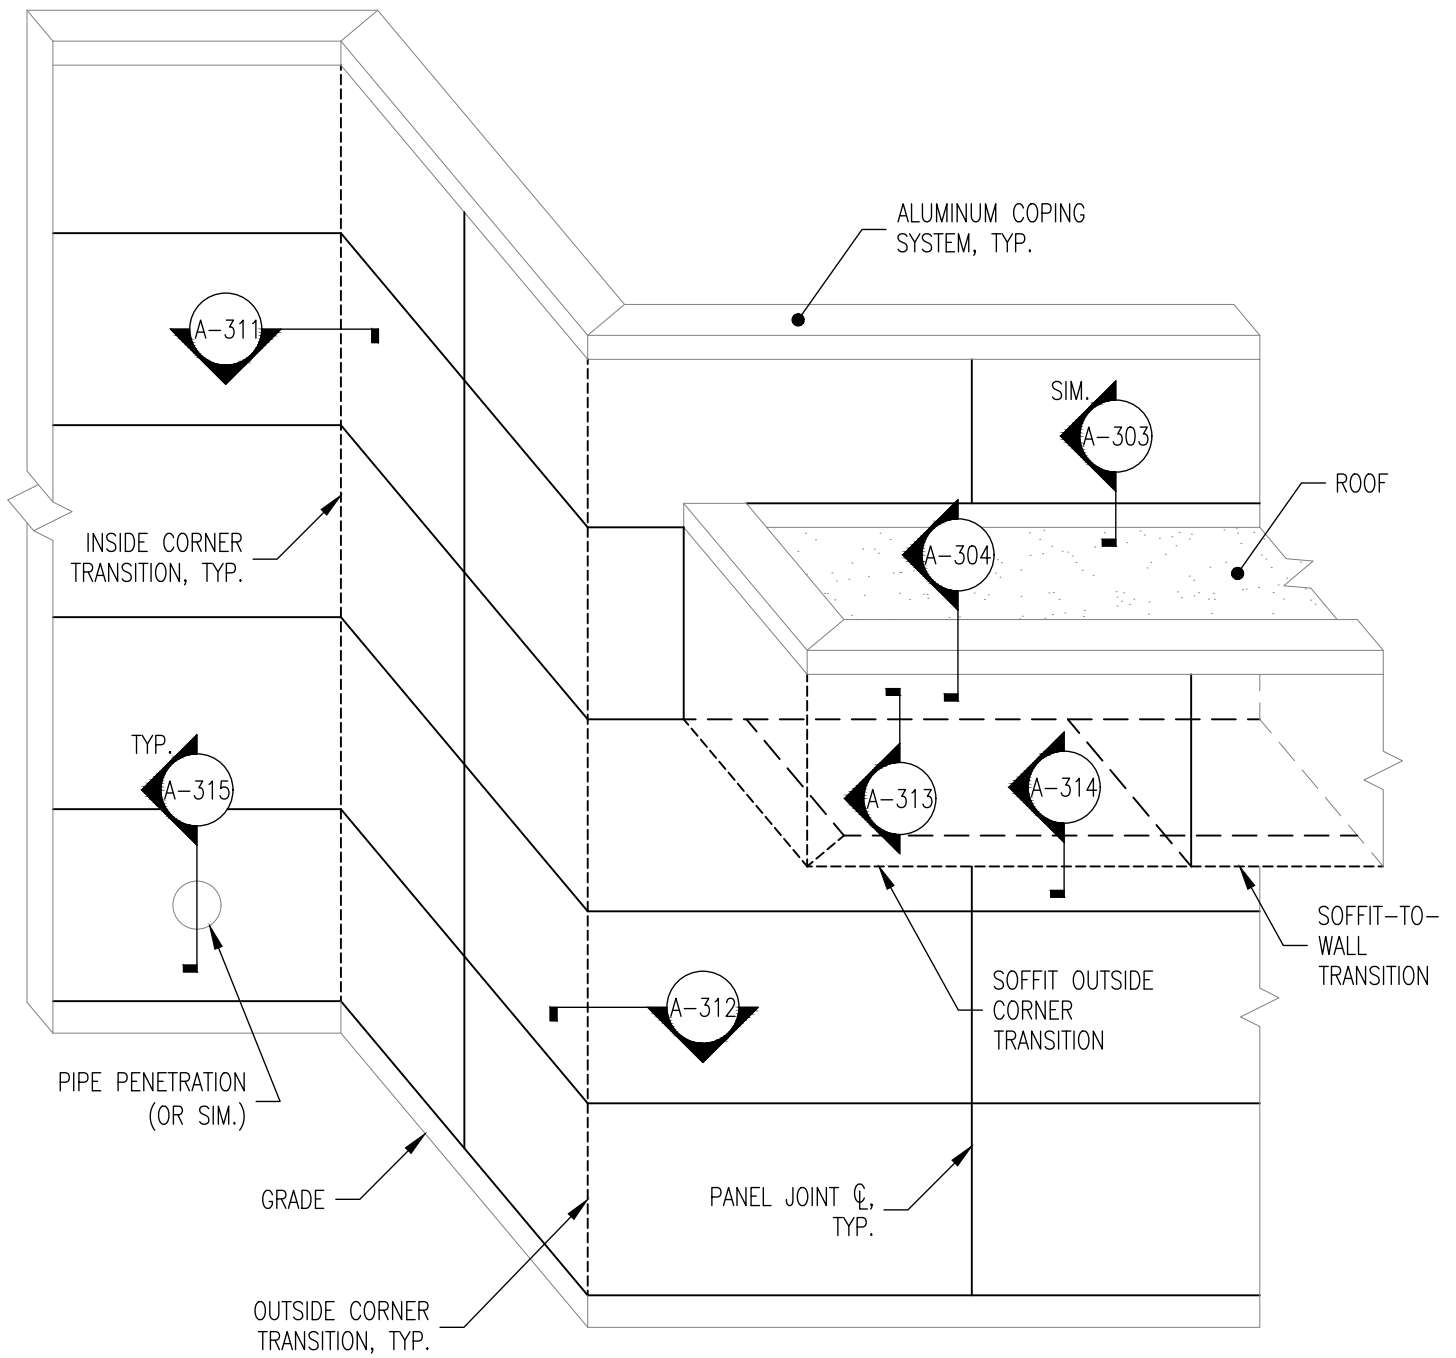 ALUMINUM COPING
SYSTEM, TYP.
A-311
SIM.
A-303
ROOF
INSIDE CORNER
TRANSITION, TYP.
A-304
TYP.
A-315
A-313
A-314
SOFFIT-TO-
WALL
TRANSITION
SOFFIT OUTSIDE
CORNER
TRANSITION
A-312
PIPE PENETRATION
(OR SIM.)
GRADE
PANEL JOINT ℄,
TYP.
OUTSIDE CORNER
TRANSITION, TYP.